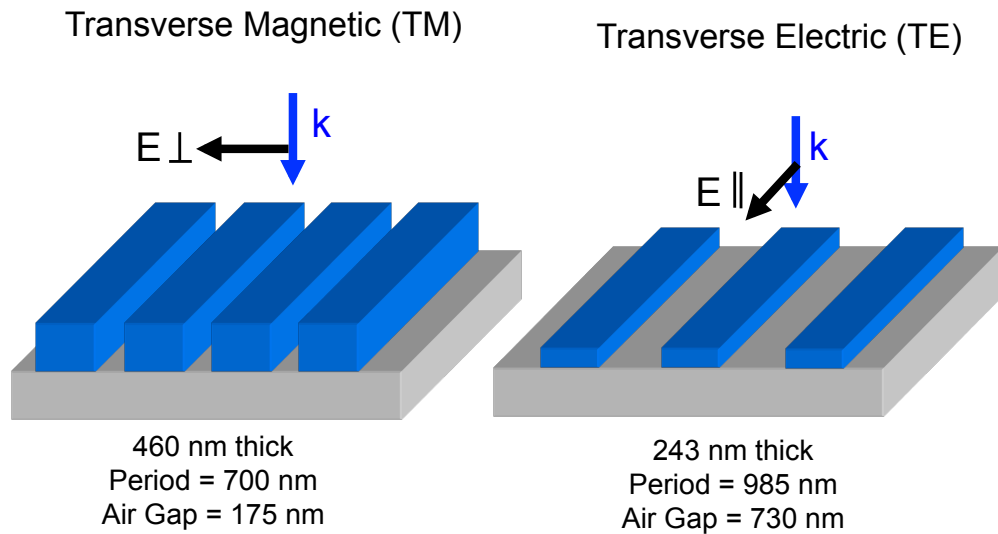 Transverse Magnetic (TM)
k
E ⊥
460 nm thick
Period = 700 nm
Air Gap = 175 nm
Transverse Electric (TE)
k
E ∥
243 nm thick
Period = 985 nm
Air Gap = 730 nm